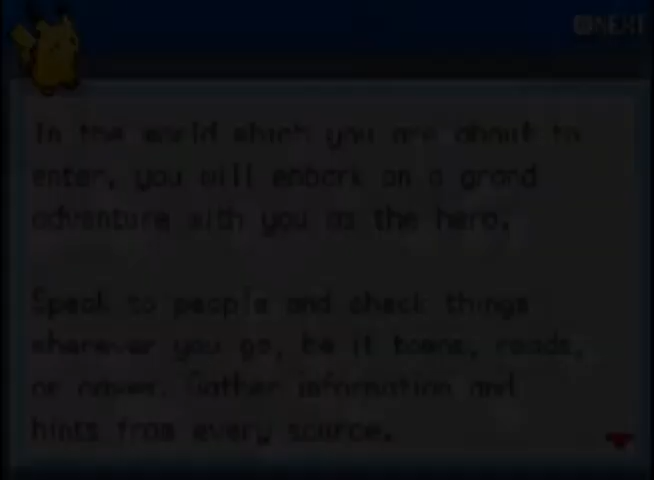 NEXT
In the world which you are about to
enter, you will embark on a grand
adventure with you as the hero.
Speak to people and check things
wherever you go, be it towns, roads,
or caves. Gather information and
hints from every source.